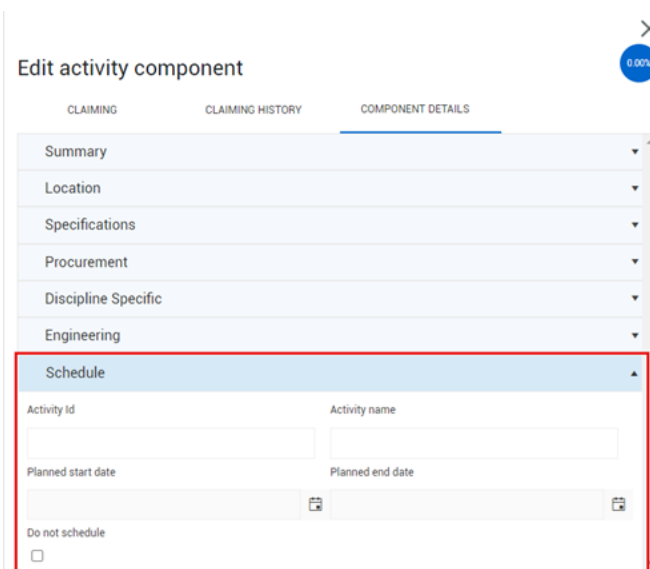 Edit activity component
0.00%
CLAIMING CLAIMING HISTORY COMPONENT DETAILS
Summary
Location
Specifications
Procurement
Discipline Specific
Engineering
Schedule
Activity Id Activity name
Planned start date Planned end date
Do not schedule